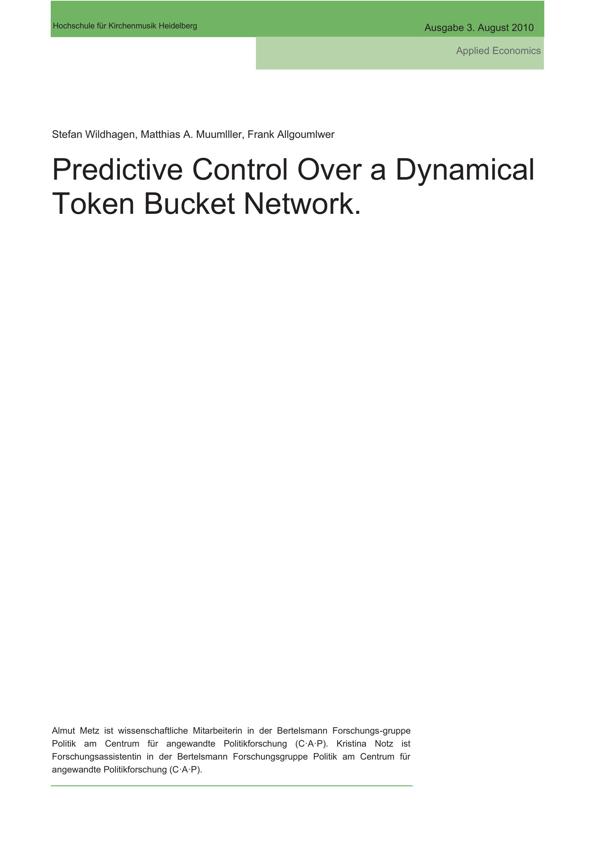 Hochschule für Kirchenmusik Heidelberg
Ausgabe 3. August 2010
Applied Economics
Stefan Wildhagen, Matthias A. Muumlller, Frank Allgoumlwer
Predictive Control Over a Dynamical
Token Bucket Network.
Almut Metz ist wissenschaftliche Mitarbeiterin in der Bertelsmann Forschungs-gruppe
Politik am Centrum für angewandte Politikforschung (C·A·P). Kristina Notz ist
Forschungsassistentin in der Bertelsmann Forschungsgruppe Politik am Centrum für
angewandte Politikforschung (C·A·P).